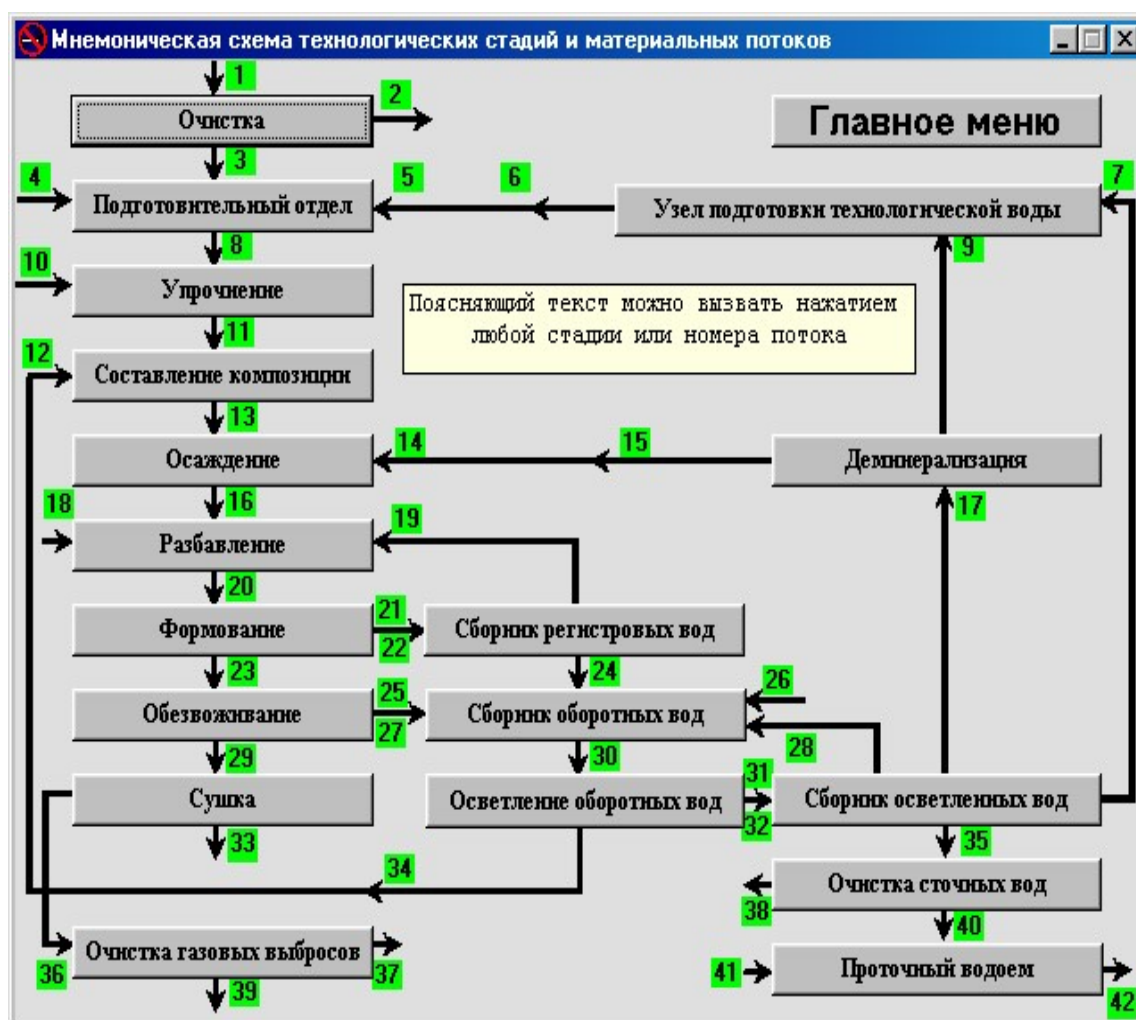 Мнемоническая схема технологических стадий и материальных потоков
1
2
Очистка
Главное меню
3
4
5
6
7
Подготовительный отдел
Узел подготовки технологической воды
8
9
10
Упрочнение
Поясняющий текст можно вызвать нажатием
любой стадии или номера потока
11
12
Составление композиции
13
14
15
Осаждение
Деминерализация
16
17
18
19
Разбавление
20
21
Формование
22
Сборник регистровых вод
23
24
25
26
Обезвоживание
27
Сборник оборотных вод
28
29
30
31
Сушка
Осветление оборотных вод
32
Сборник осветленных вод
33
34
35
Очистка сточных вод
38
40
Очистка газовых выбросов
36
37
41
Проточный водоем
42
39